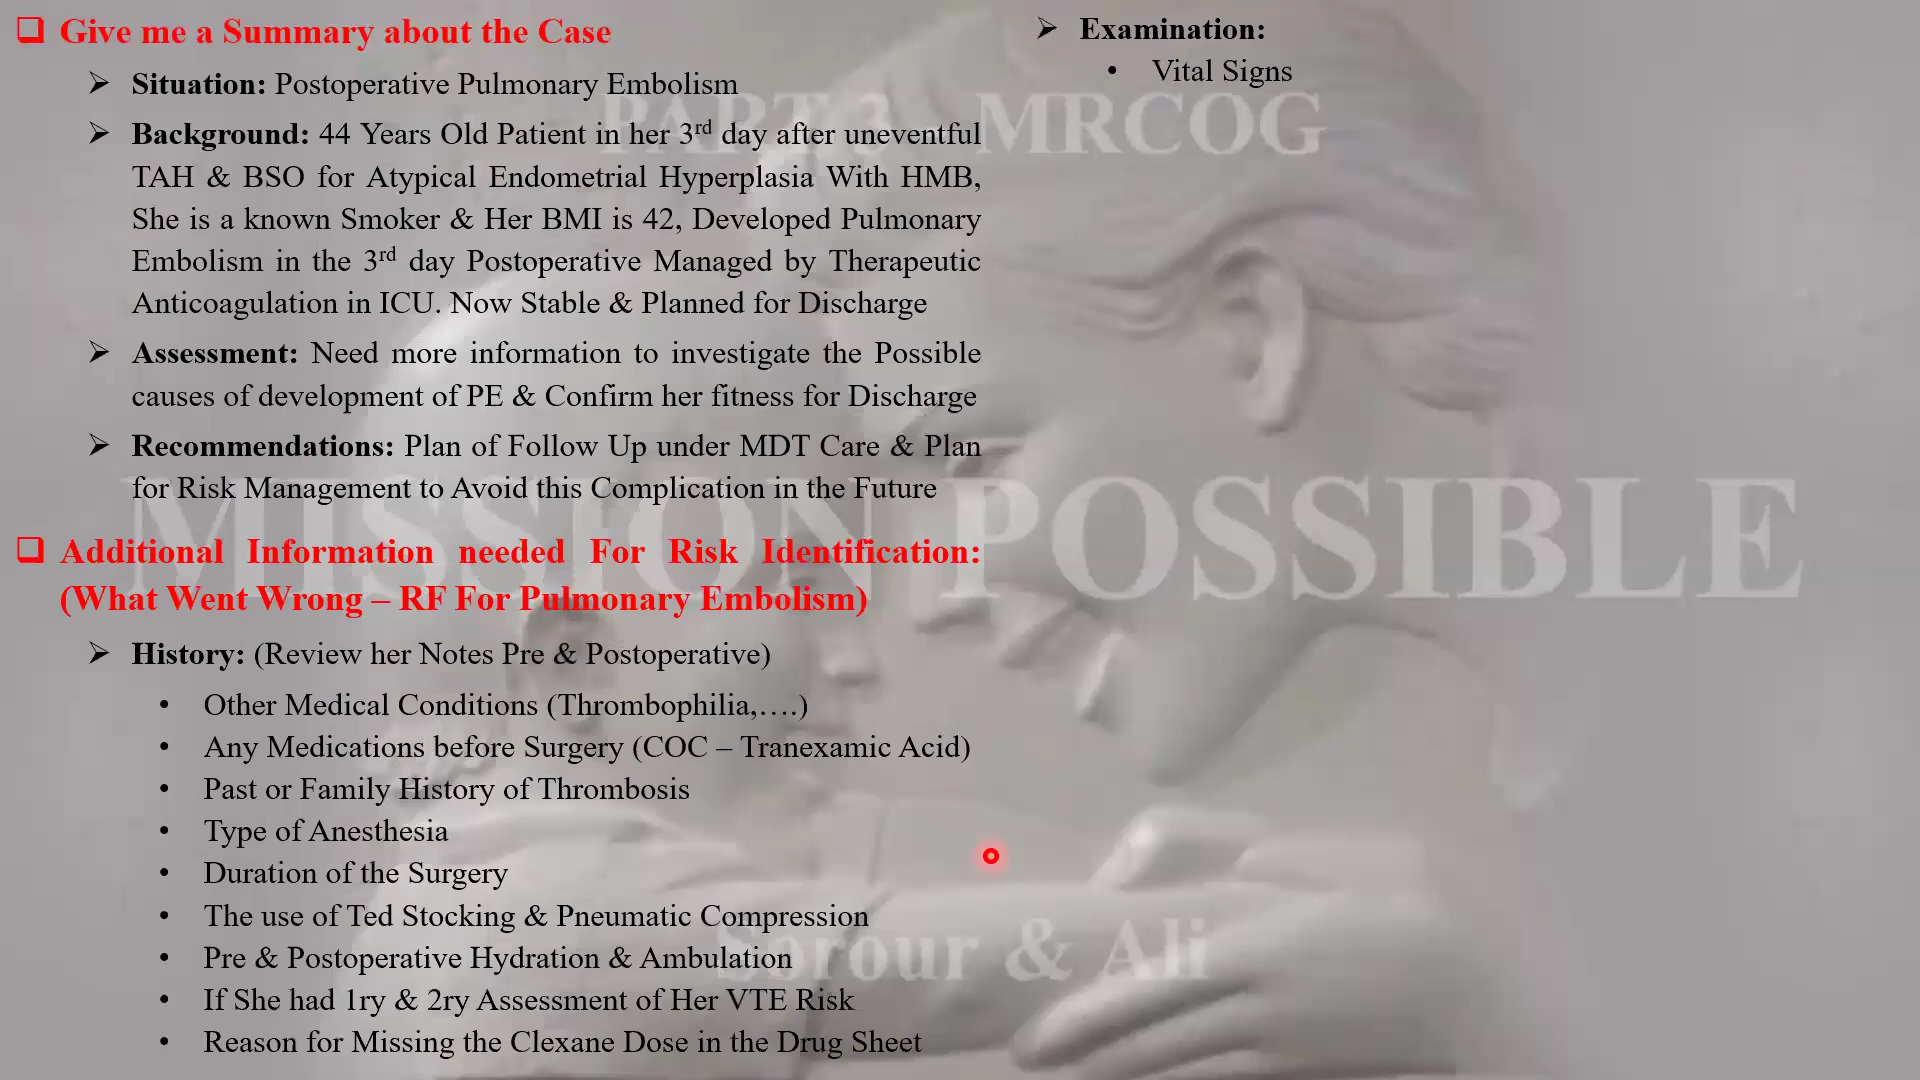 Give me a Summary about the Case
Situation: Postoperative Pulmonary Embolism
Background: 44 Years Old Patient in her 3rd day after uneventful
TAH & BSO for Atypical Endometrial Hyperplasia With HMB,
She is a known Smoker & Her BMI is 42, Developed Pulmonary
Embolism in the 3rd day Postoperative Managed by Therapeutic
Anticoagulation in ICU. Now Stable & Planned for Discharge
Assessment: Need more information to investigate the Possible
causes of development of PE & Confirm her fitness for Discharge
Recommendations: Plan of Follow Up under MDT Care & Plan
for Risk Management to Avoid this Complication in the Future
Additional Information needed For Risk Identification:
(What Went Wrong – RF For Pulmonary Embolism)
History: (Review her Notes Pre & Postoperative)
• Other Medical Conditions (Thrombophilia,….)
• Any Medications before Surgery (COC – Tranexamic Acid)
• Past or Family History of Thrombosis
• Type of Anesthesia
• Duration of the Surgery
• The use of Ted Stocking & Pneumatic Compression
• Pre & Postoperative Hydration & Ambulation
• If She had 1ry & 2ry Assessment of Her VTE Risk
• Reason for Missing the Clexane Dose in the Drug Sheet
Examination:
• Vital Signs
PART 3 MRCOG
MISSION POSSIBLE
Sorour & Ali